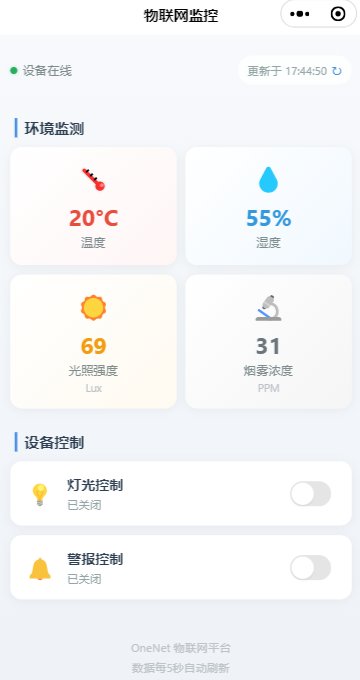 物联网监控
设备在线
更新于 17:44:50 ↻
环境监测
20°C
温度
55%
湿度
69
光照强度
Lux
31
烟雾浓度
PPM
设备控制
灯光控制
已关闭
警报控制
已关闭
OneNet 物联网平台
数据每5秒自动刷新